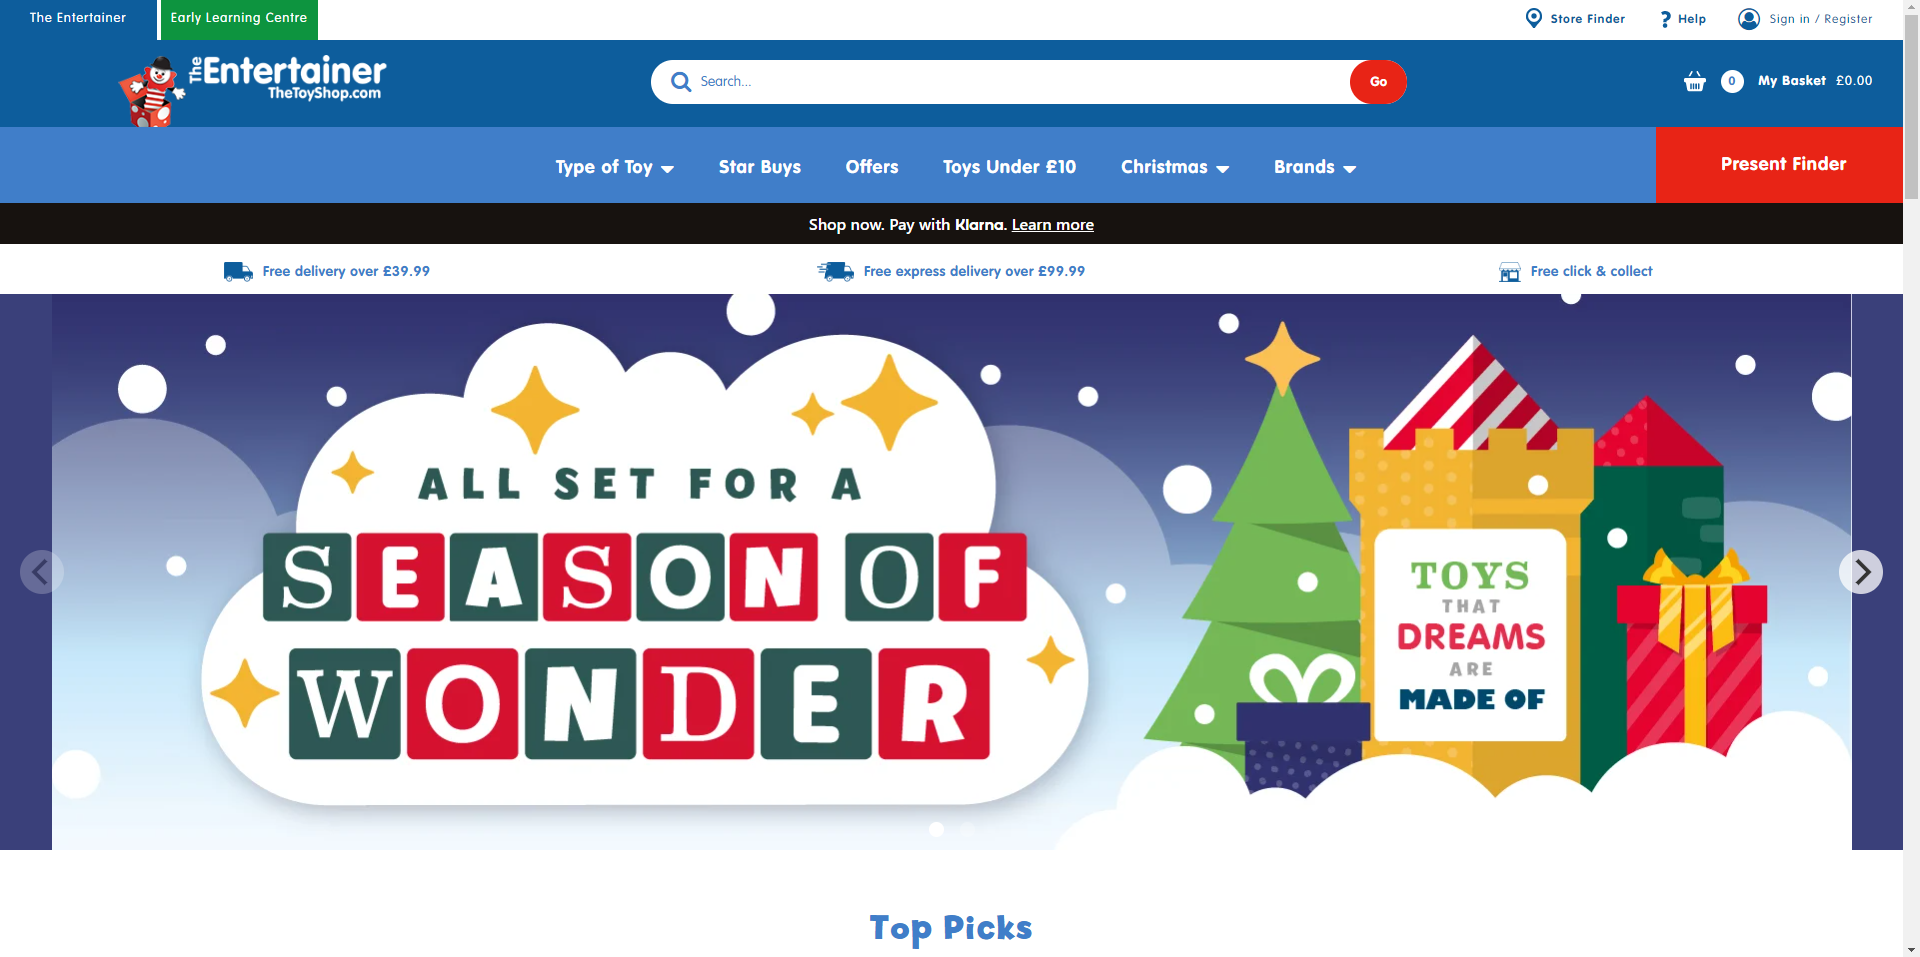 The Entertainer
Early Learning Centre
Store Finder
Help
Sign in / Register
The Entertainer
TheToyShop.com
Search...
Go
0
My Basket £0.00
Type of Toy
Star Buys
Offers
Toys Under £10
Christmas
Brands
Present Finder
Shop now. Pay with Klarna. Learn more
Free delivery over £39.99
Free express delivery over £99.99
Free click & collect
ALL SET FOR A
SEASON OF
WONDER
TOYS
THAT
DREAMS
ARE
MADE OF
Top Picks